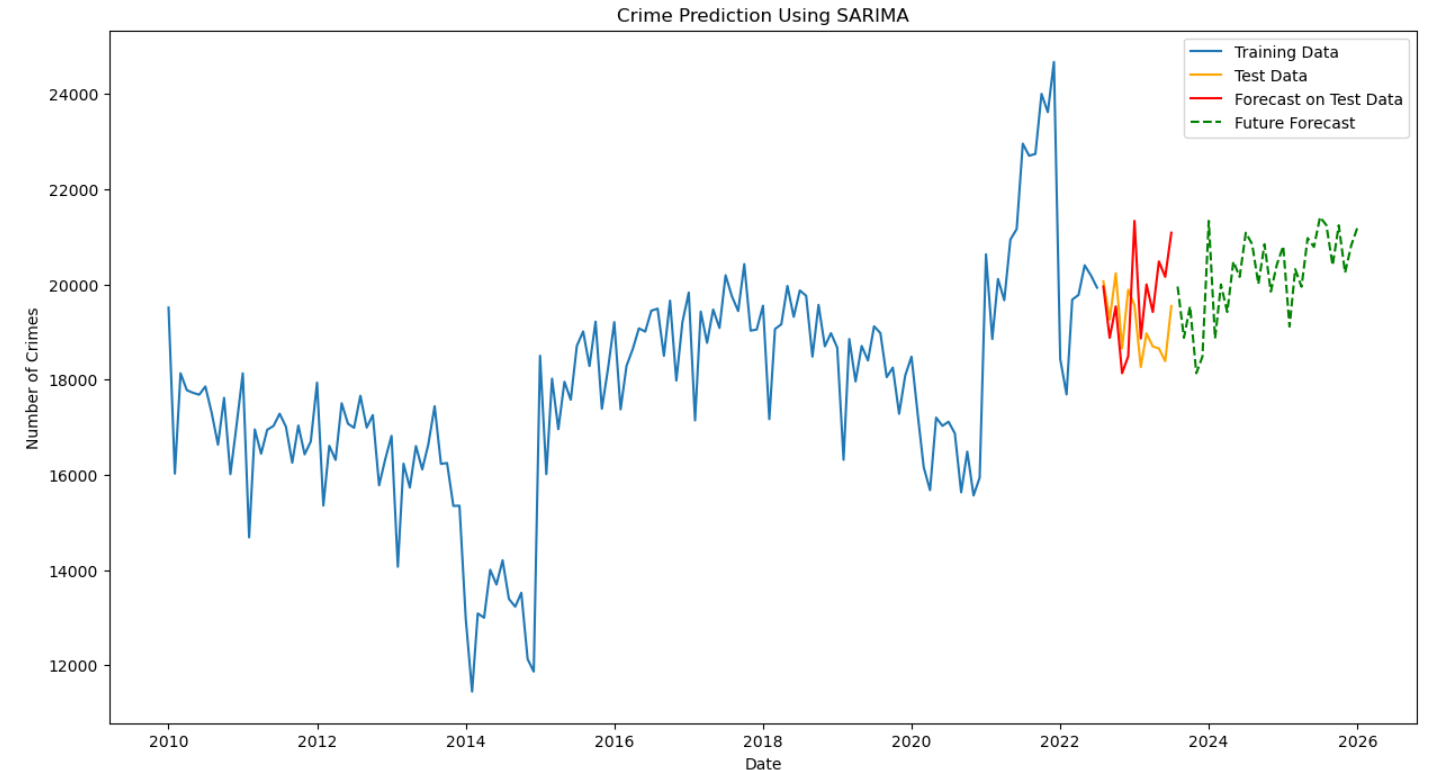 Crime Prediction Using SARIMA
Training Data
Test Data
Forecast on Test Data
Future Forecast
24000
22000
20000
18000
16000
14000
12000
Number of Crimes
2010 2012 2014 2016 2018 2020 2022 2024 2026
Date